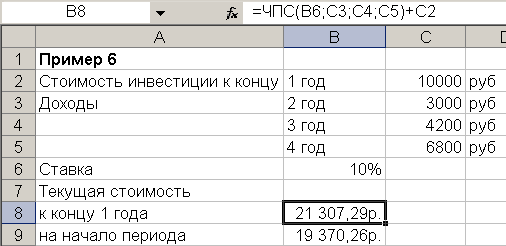 B8 fx =ЧПС(B6;C3;C4;C5)+C2
A B C D
1 Пример 6
2 Стоимость инвестиции к концу 1 год 10000 руб
3 Доходы 2 год 3000 руб
4 3 год 4200 руб
5 4 год 6800 руб
6 Ставка 10%
7 Текущая стоимость
8 к концу 1 года 21 307,29р.
9 на начало периода 19 370,26р.